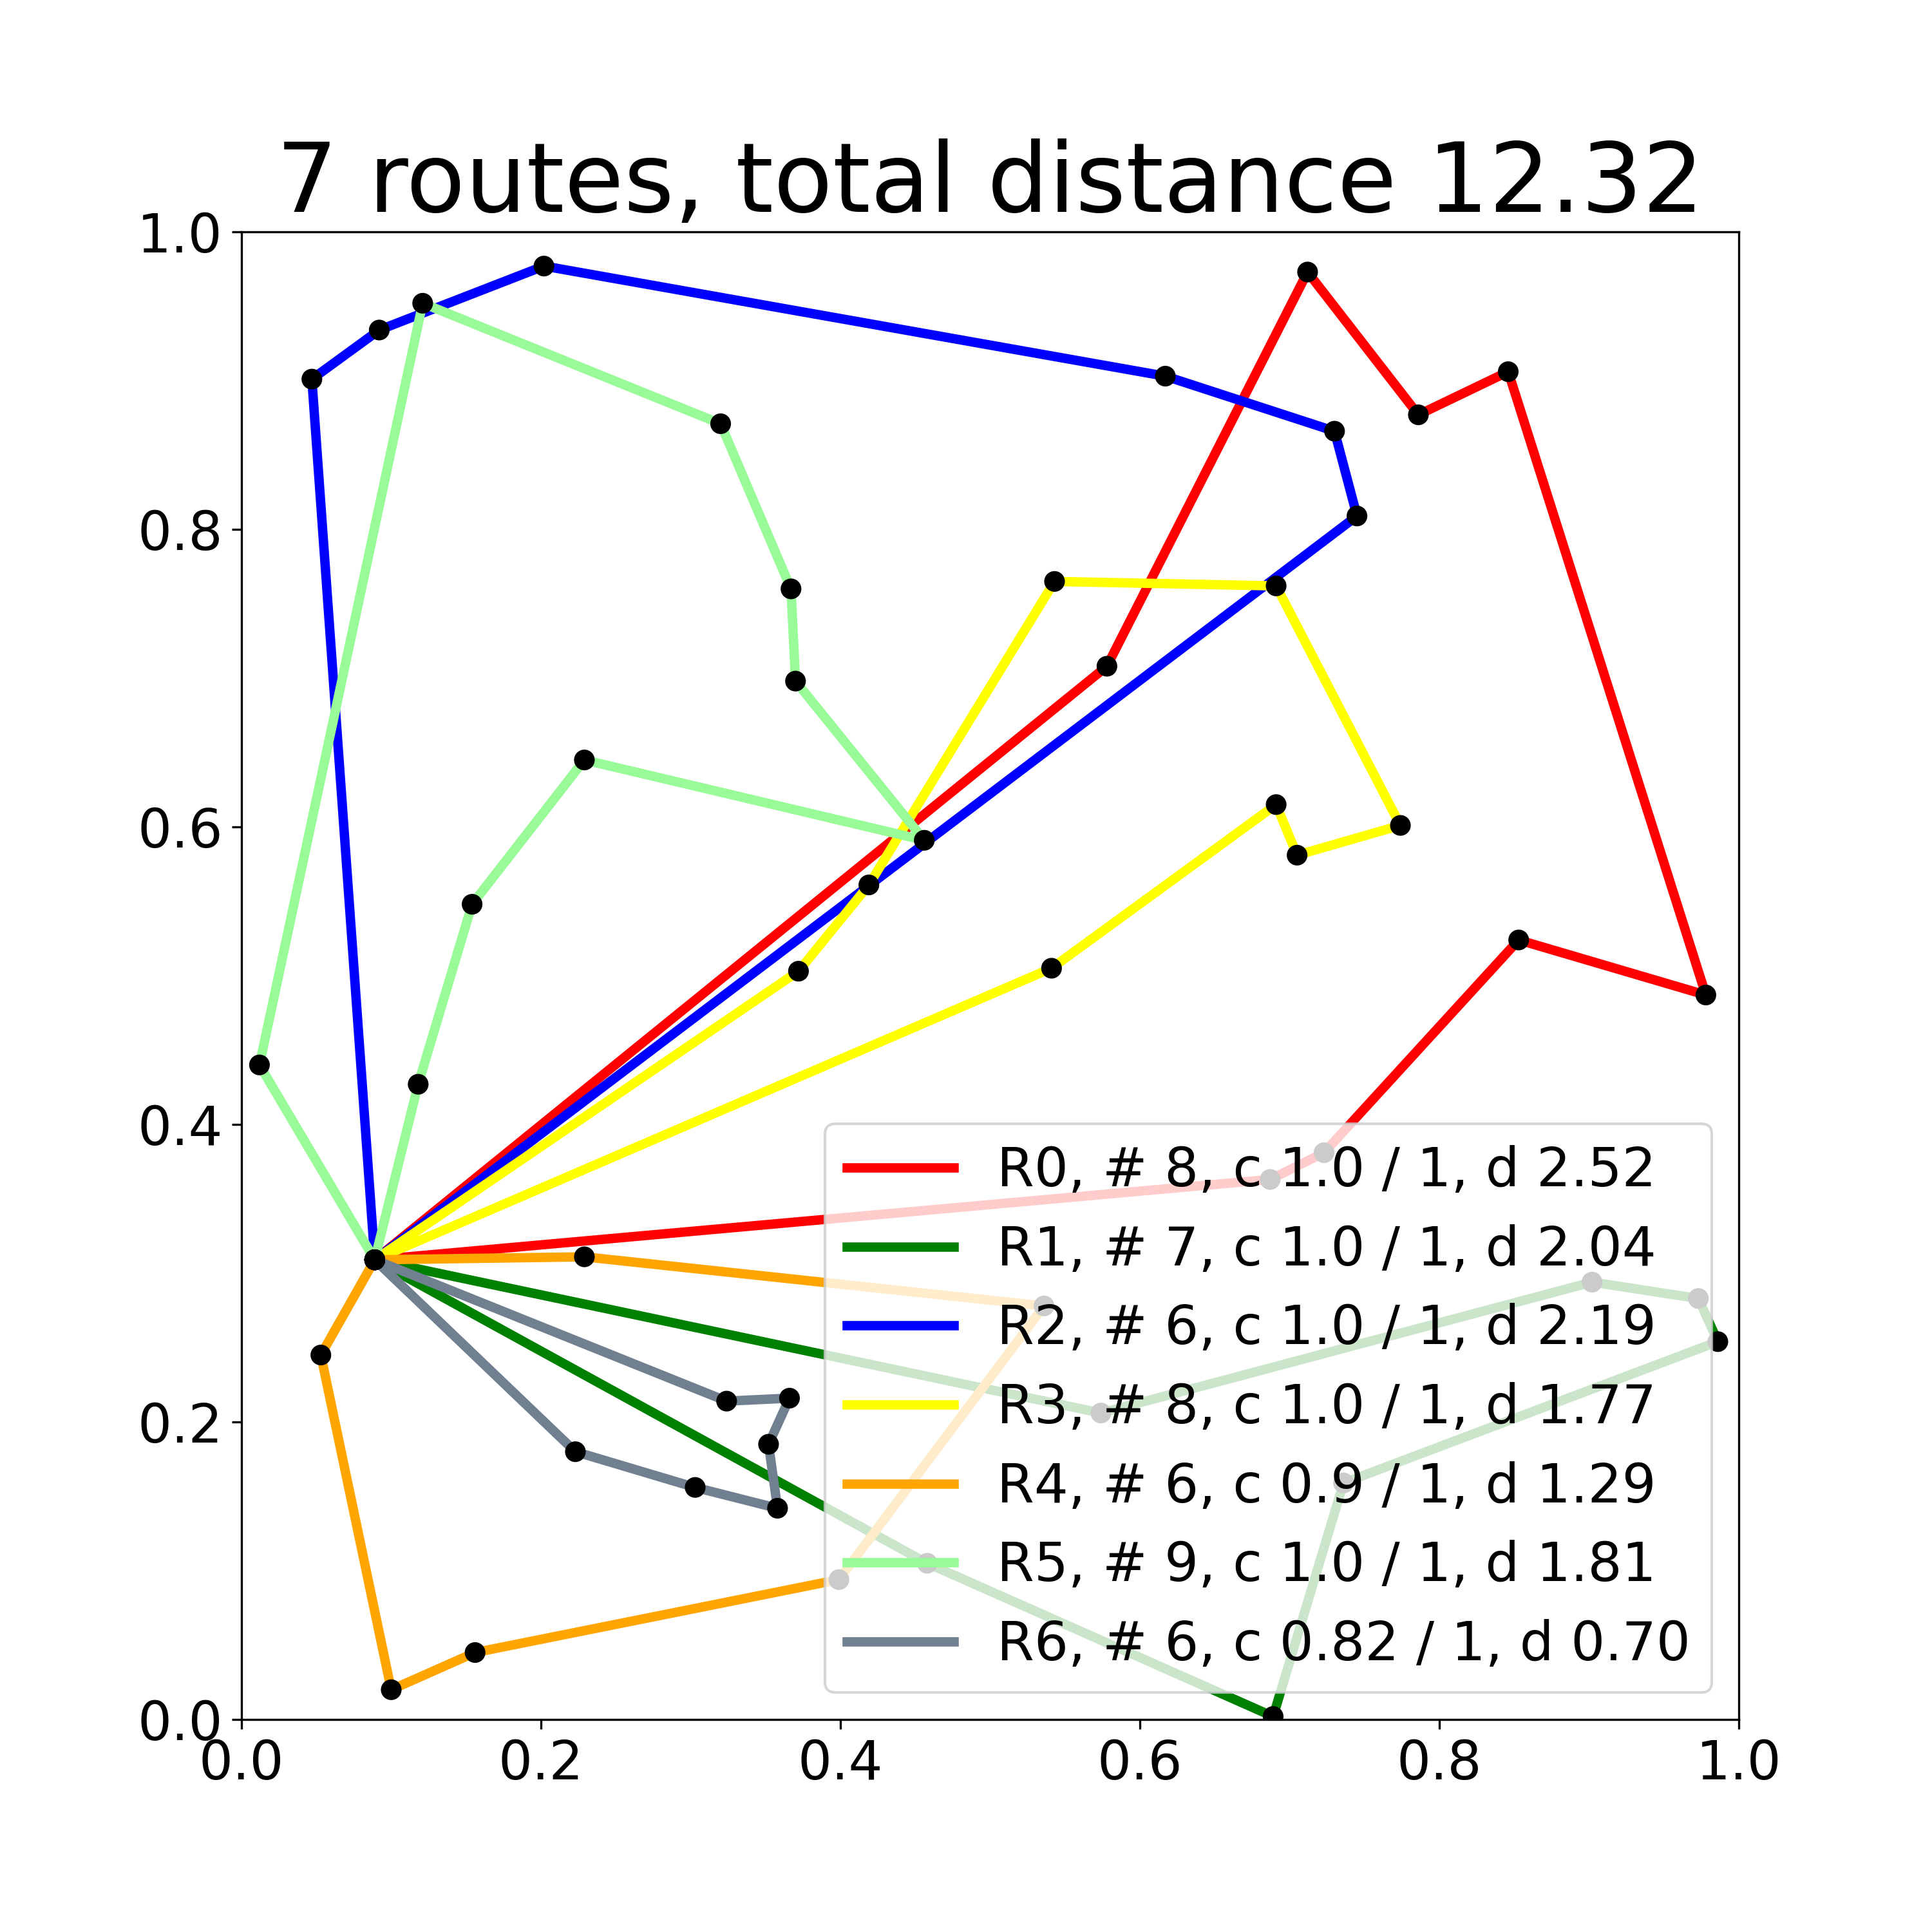 7 routes, total distance 12.32
1.0
0.8
0.6
0.4
0.2
0.0
0.0 0.2 0.4 0.6 0.8 1.0
R0, # 8, c 1.0 / 1, d 2.52
R1, # 7, c 1.0 / 1, d 2.04
R2, # 6, c 1.0 / 1, d 2.19
R3, # 8, c 1.0 / 1, d 1.77
R4, # 6, c 0.9 / 1, d 1.29
R5, # 9, c 1.0 / 1, d 1.81
R6, # 6, c 0.82 / 1, d 0.70